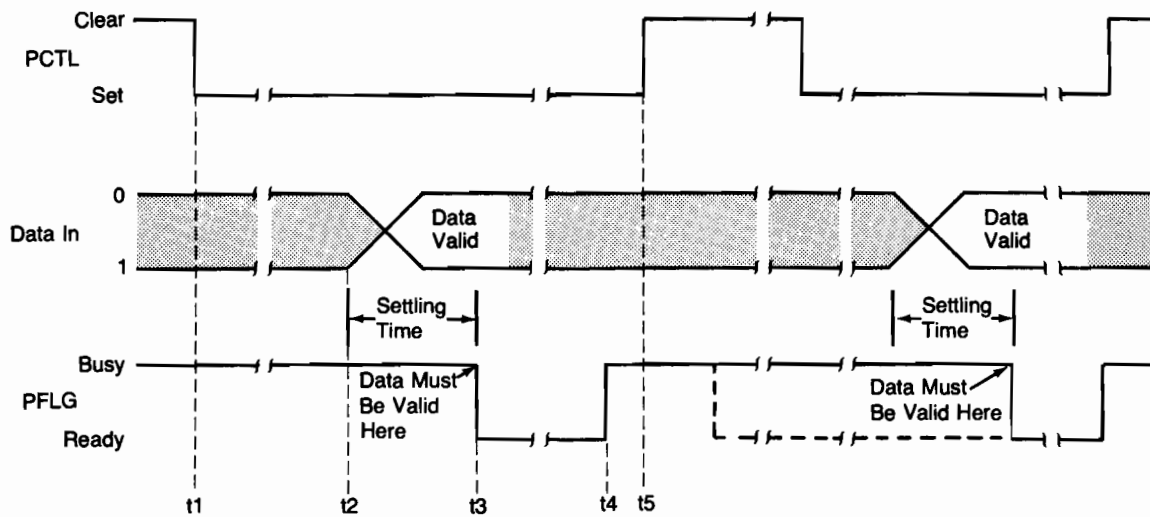 Clear
PCTL
Set
0
Data In
1
Data
Valid
Data
Valid
Settling
Time
Settling
Time
Busy
PFLG
Ready
Data Must
Be Valid
Here
Data Must
Be Valid Here
t1
t2
t3
t4
t5